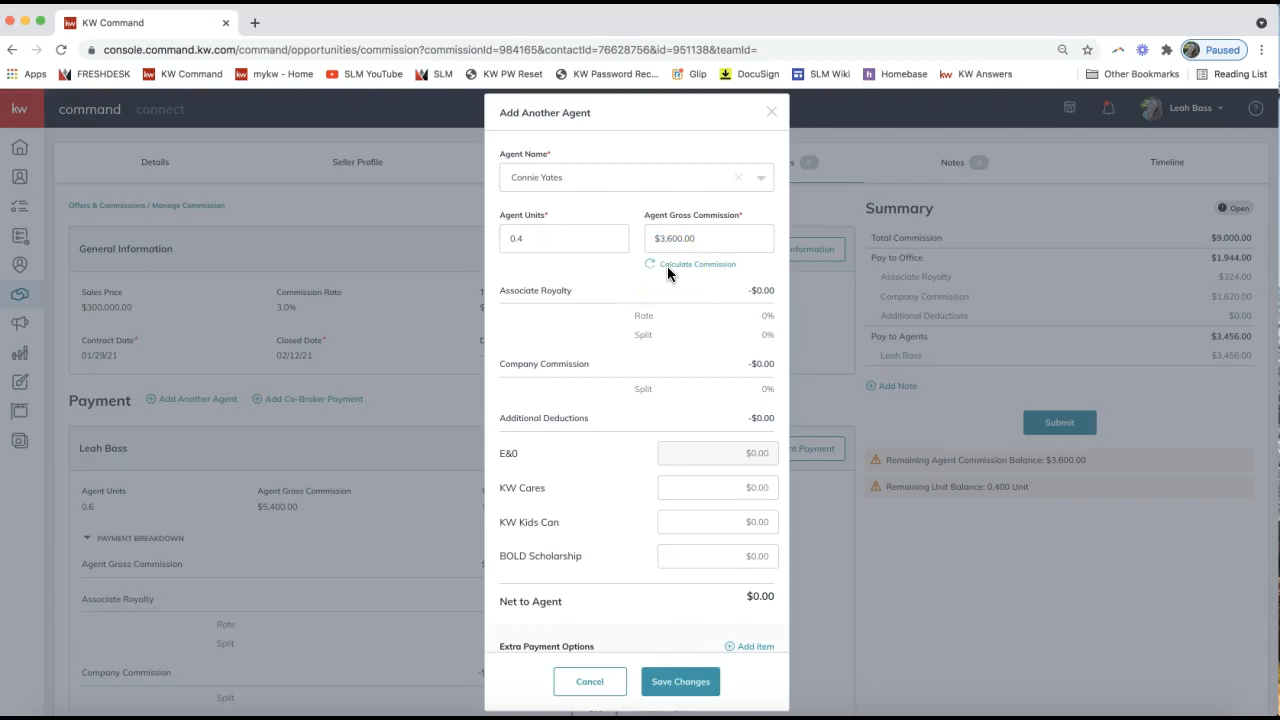 KW Command
console.command.kw.com/command/opportunities/commission?commissionId=984165&contactId=76628756&id=951138&teamId=
Paused
Apps FRESHDESK KW Command mykw - Home SLM YouTube SLM KW PW Reset KW Password Rec... Glip DocuSign SLM Wiki Homebase KW Answers Other Bookmarks Reading List
kw command connect Leah Bass
Details Seller Profile Notes Timeline
Offers & Commissions / Manage Commission
General Information
Sales Price Commission Rate
$300,000.00 3.0%
Contract Date* Closed Date*
01/29/21 02/12/21
Payment Add Another Agent Add Co-Broker Payment
Leah Bass
Agent Units Agent Gross Commission
0.6 $5,400.00
PAYMENT BREAKDOWN
Agent Gross Commission
Associate Royalty
Rate
Split
Company Commission
Split
Add Another Agent
Agent Name*
Connie Yates
Agent Units* Agent Gross Commission*
0.4 $3,600.00
Calculate Commission
Associate Royalty -$0.00
Rate 0%
Split 0%
Company Commission -$0.00
Split 0%
Additional Deductions -$0.00
E&0 $0.00
KW Cares $0.00
KW Kids Can $0.00
BOLD Scholarship $0.00
Net to Agent $0.00
Extra Payment Options Add item
Cancel Save Changes
Summary Open
Total Commission $9,000.00
Pay to Office $1,944.00
Associate Royalty $324.00
Company Commission $1,620.00
Additional Deductions $0.00
Pay to Agents $3,456.00
Leah Bass $3,456.00
Add Note
Submit
Remaining Agent Commission Balance: $3,600.00
Remaining Unit Balance: 0.400 Unit